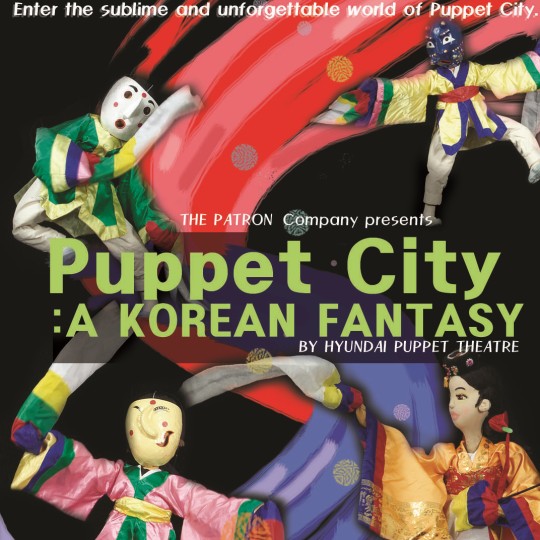 Enter the sublime and unforgettable world of Puppet City.
THE PATRON Company presents
Puppet City
:A KOREAN FANTASY
BY HYUNDAI PUPPET THEATRE